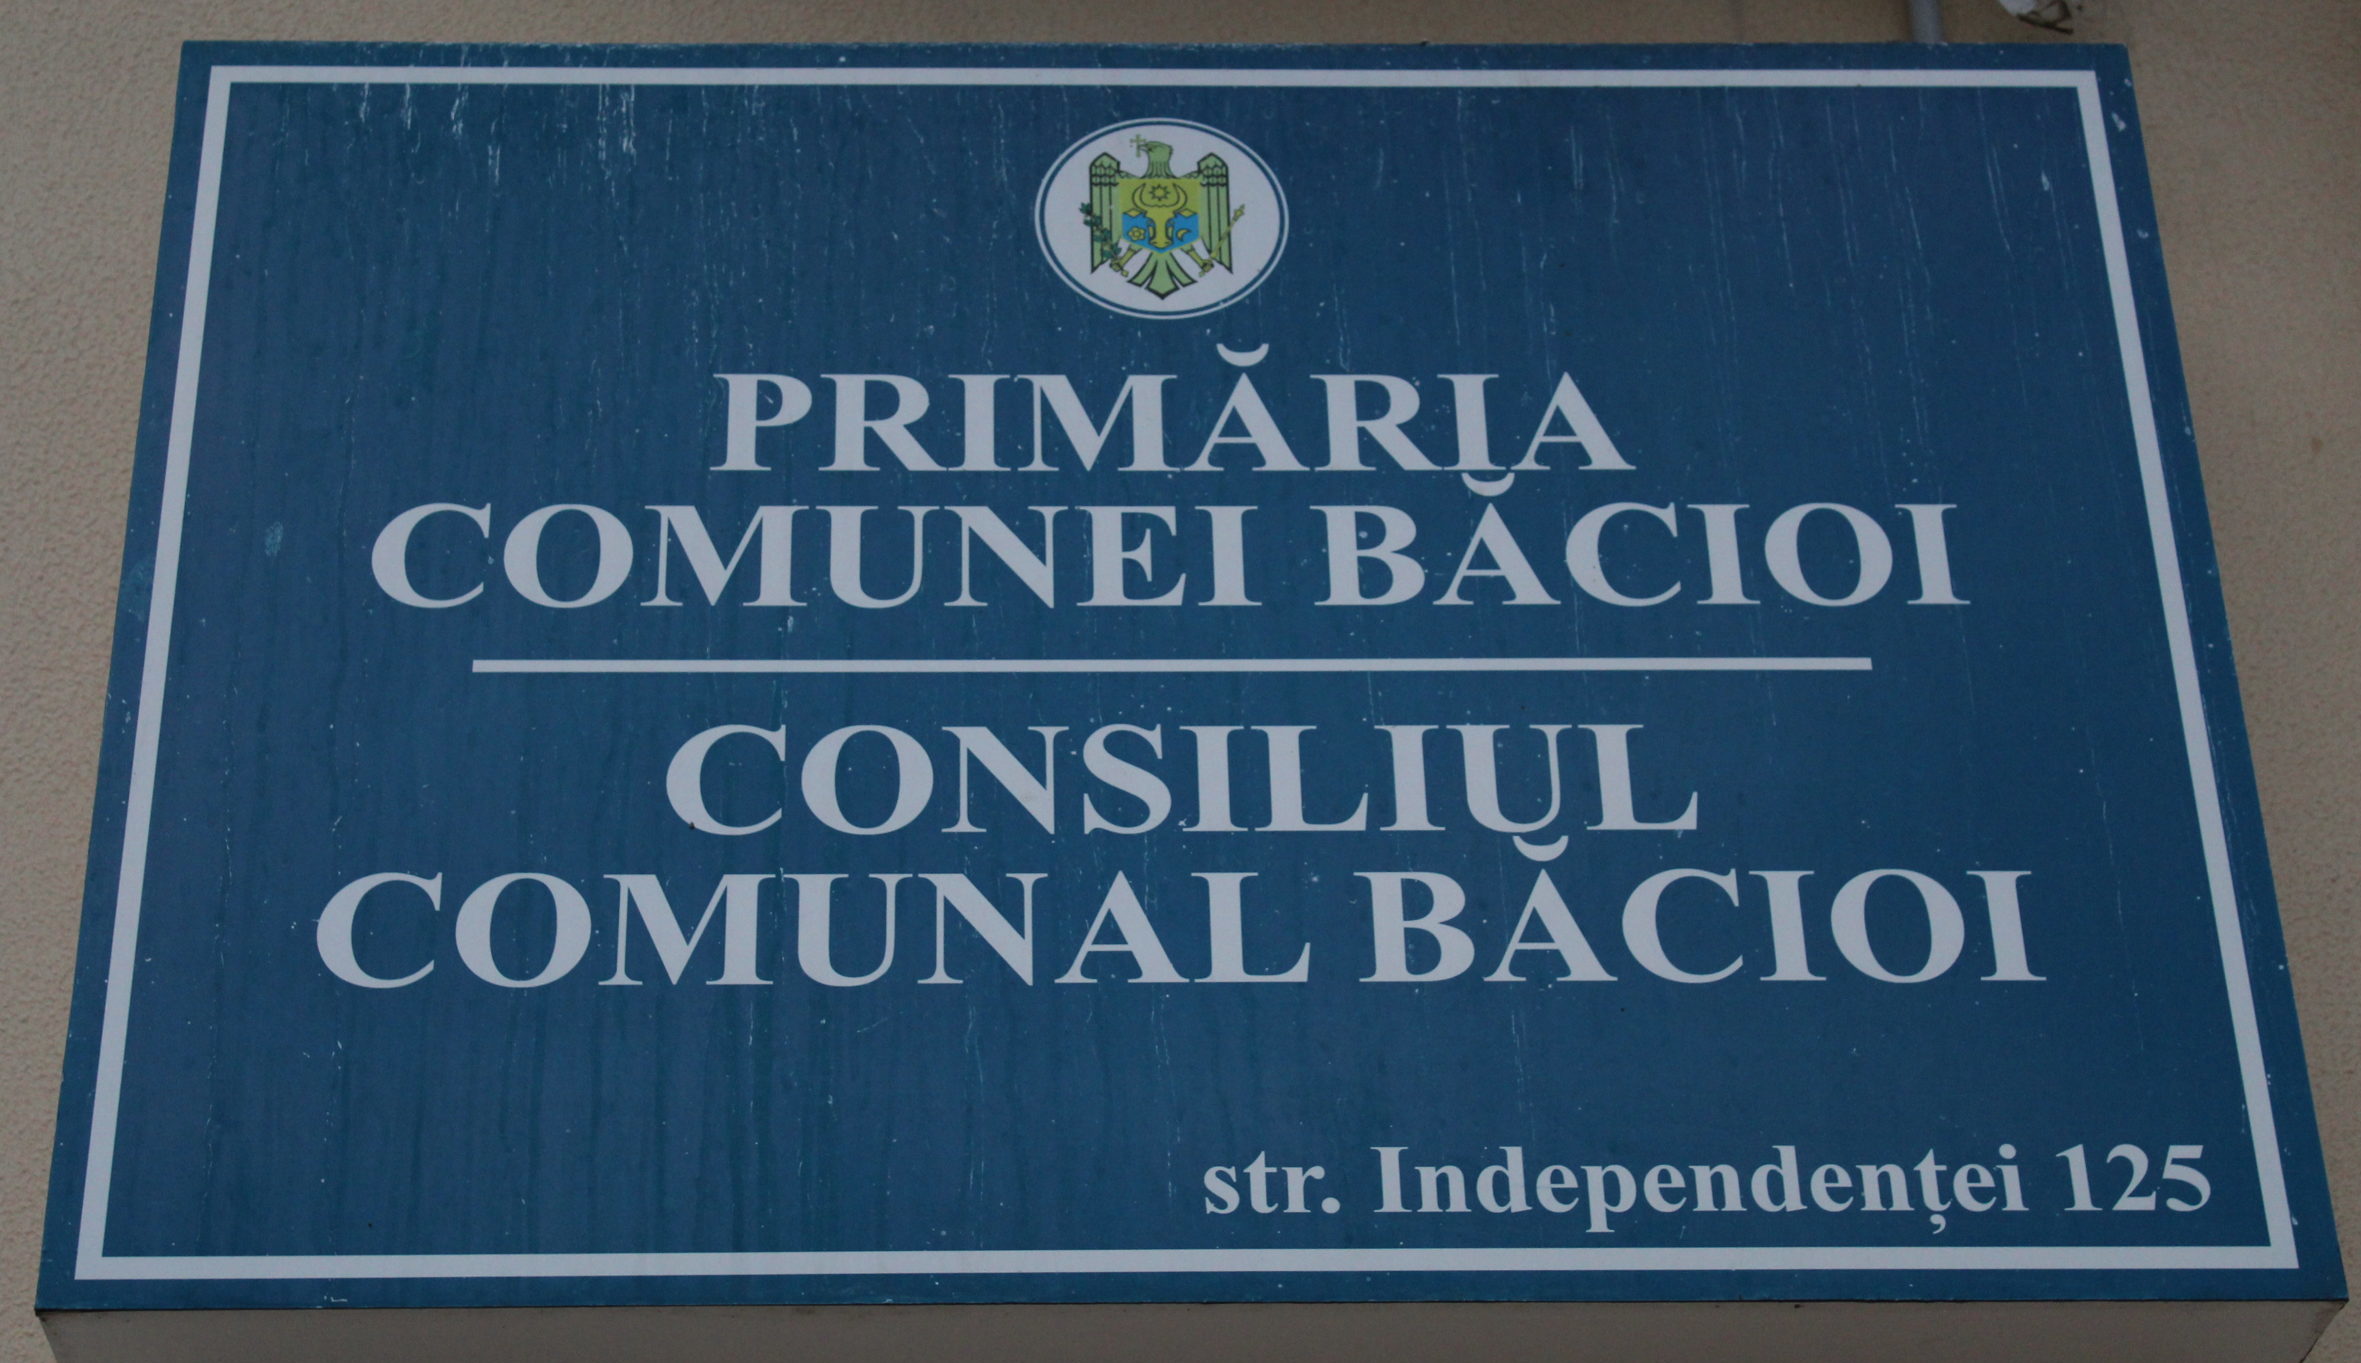 PRIMĂRIA
COMUNEI BĂCIOI
CONSILIUL
COMUNAL BĂCIOI
str. Independenței 125